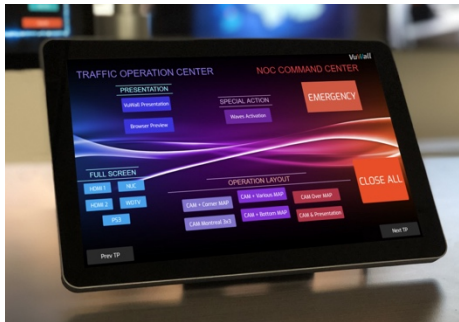 VuWall
TRAFFIC OPERATION CENTER
NOC COMMAND CENTER
PRESENTATION
VuWall Presentation
Browser Preview
SPECIAL ACTION
Waves Activation
EMERGENCY
FULL SCREEN
HDMI 1
NUC
HDMI 2
WDTV
PS3
OPERATION LAYOUT
CAM + Carrac MAP
CAM + Various MAP
CAM Over MAP
CAM Montreal 3x3
CAM + Bottom MAP
CAM & Presentation
CLOSE ALL
Prev TP
Next TP